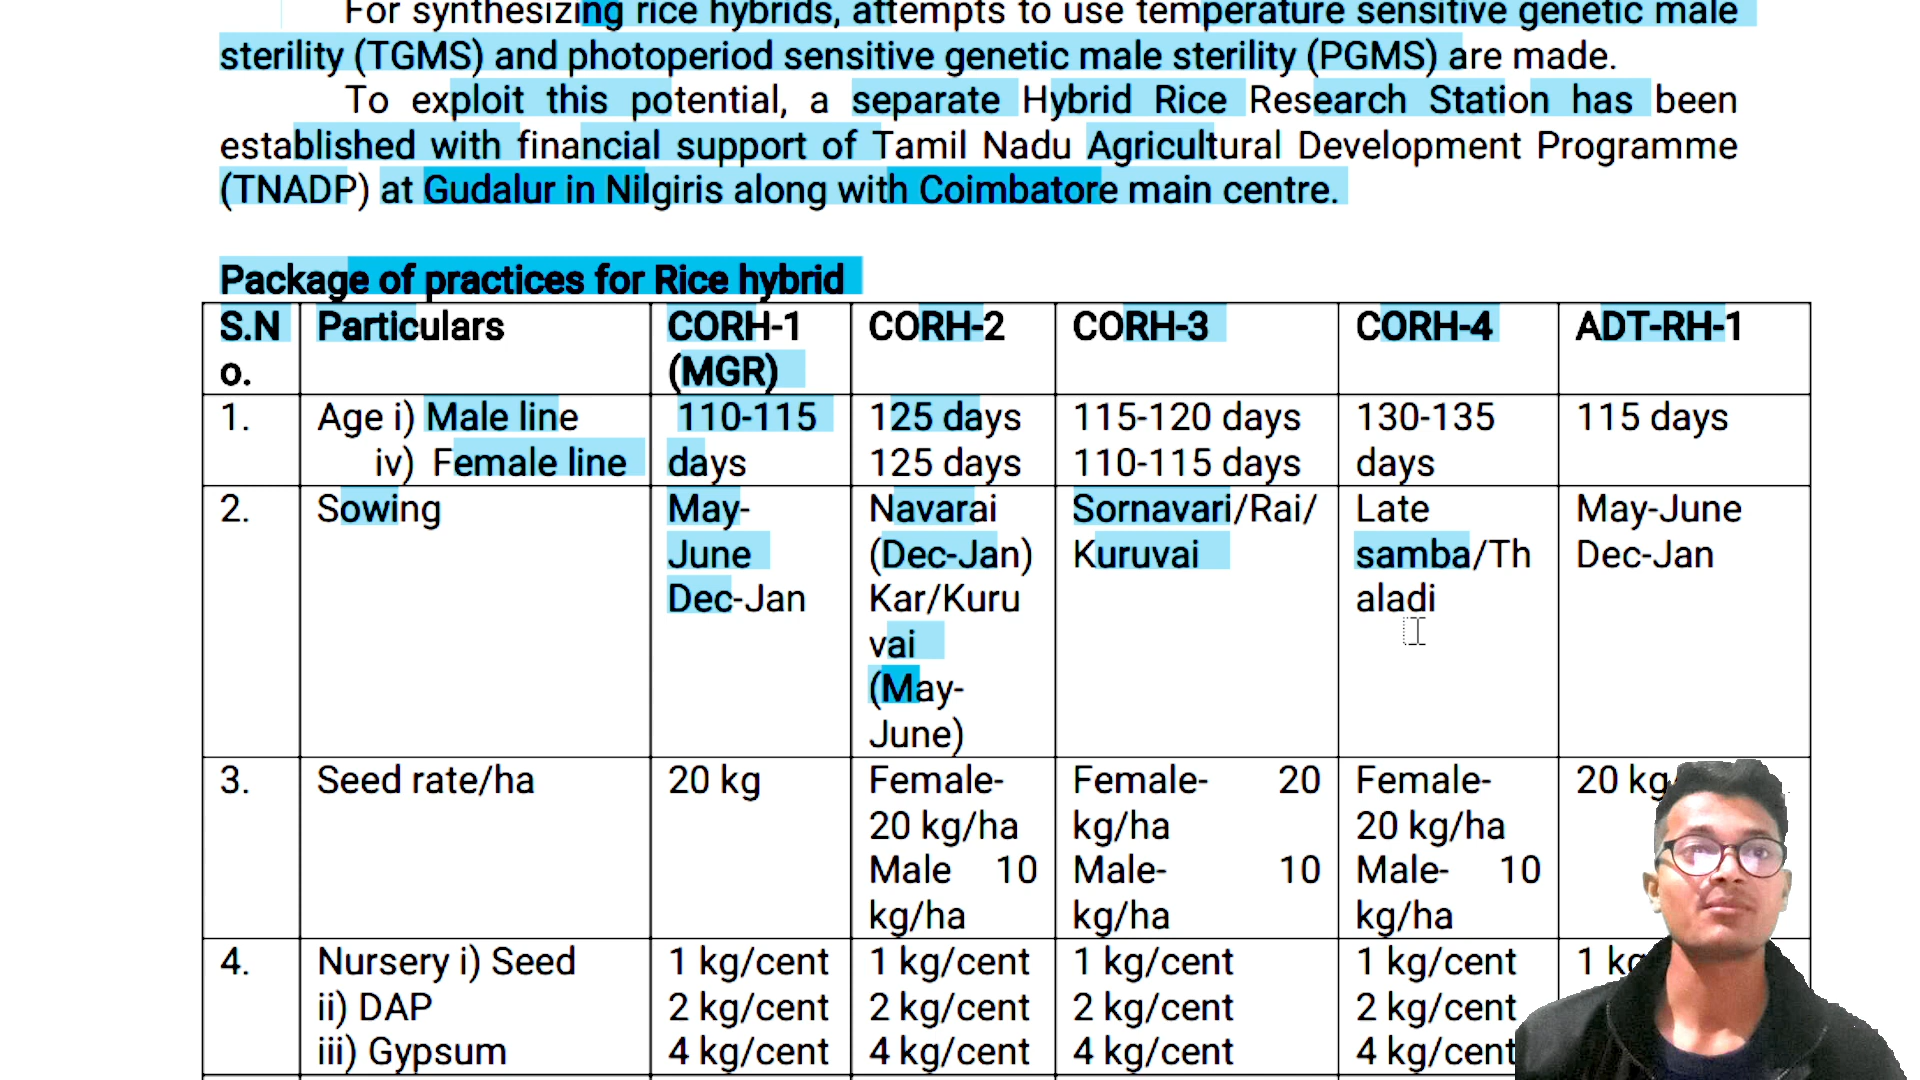 For synthesizing rice hybrids, attempts to use temperature sensitive genetic male
sterility (TGMS) and photoperiod sensitive genetic male sterility (PGMS) are made.
To exploit this potential, a separate Hybrid Rice Research Station has been
established with financial support of Tamil Nadu Agricultural Development Programme
(TNADP) at Gudalur in Nilgiris along with Coimbatore main centre.
Package of practices for Rice hybrid
S.N
o.
Particulars
CORH-1
(MGR)
CORH-2
CORH-3
CORH-4
ADT-RH-1
1.
Age i) Male line
iv) Female line
110-115
days
125 days
125 days
115-120 days
110-115 days
130-135
days
115 days
2.
Sowing
May-
June
Dec-Jan
Navarai
(Dec-Jan)
Kar/Kuru
vai
(May-
June)
Sornavari/Rai/
Kuruvai
Late
samba/Th
aladi
May-June
Dec-Jan
3.
Seed rate/ha
20 kg
Female-
20 kg/ha
Male 10
kg/ha
Female- 20
kg/ha
Male- 10
kg/ha
Female-
20 kg/ha
Male- 10
kg/ha
20 kg
4.
Nursery i) Seed
ii) DAP
iii) Gypsum
1 kg/cent
2 kg/cent
4 kg/cent
1 kg/cent
2 kg/cent
4 kg/cent
1 kg/cent
2 kg/cent
4 kg/cent
1 kg/cent
2 kg/cent
4 kg/cent
1